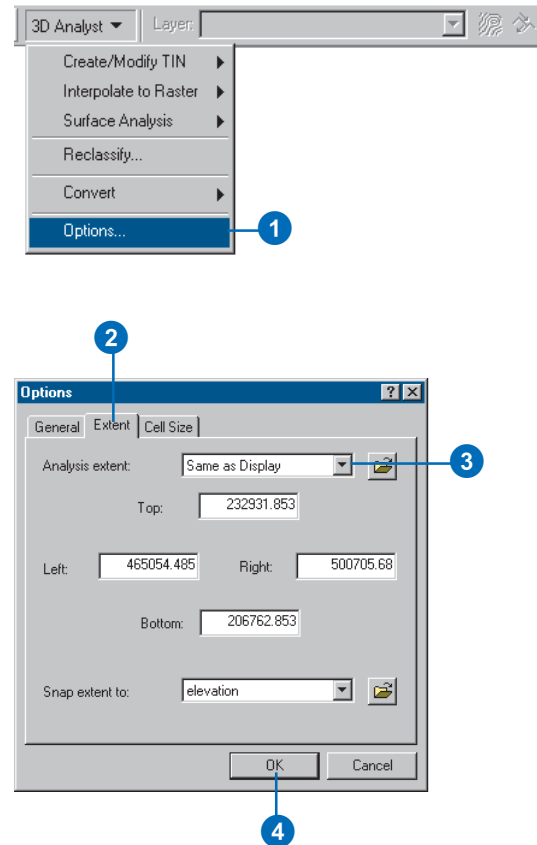 3D Analyst Layer:
Create/Modify TIN
Interpolate to Raster
Surface Analysis
Reclassify...
Convert
Options...
1
2
Options ? ×
General Extent Cell Size
Analysis extent: Same as Display
3
Top: 232931.853
Left: 465054.485 Right: 500705.68
Bottom: 206762.853
Snap extent to: elevation
OK Cancel
4